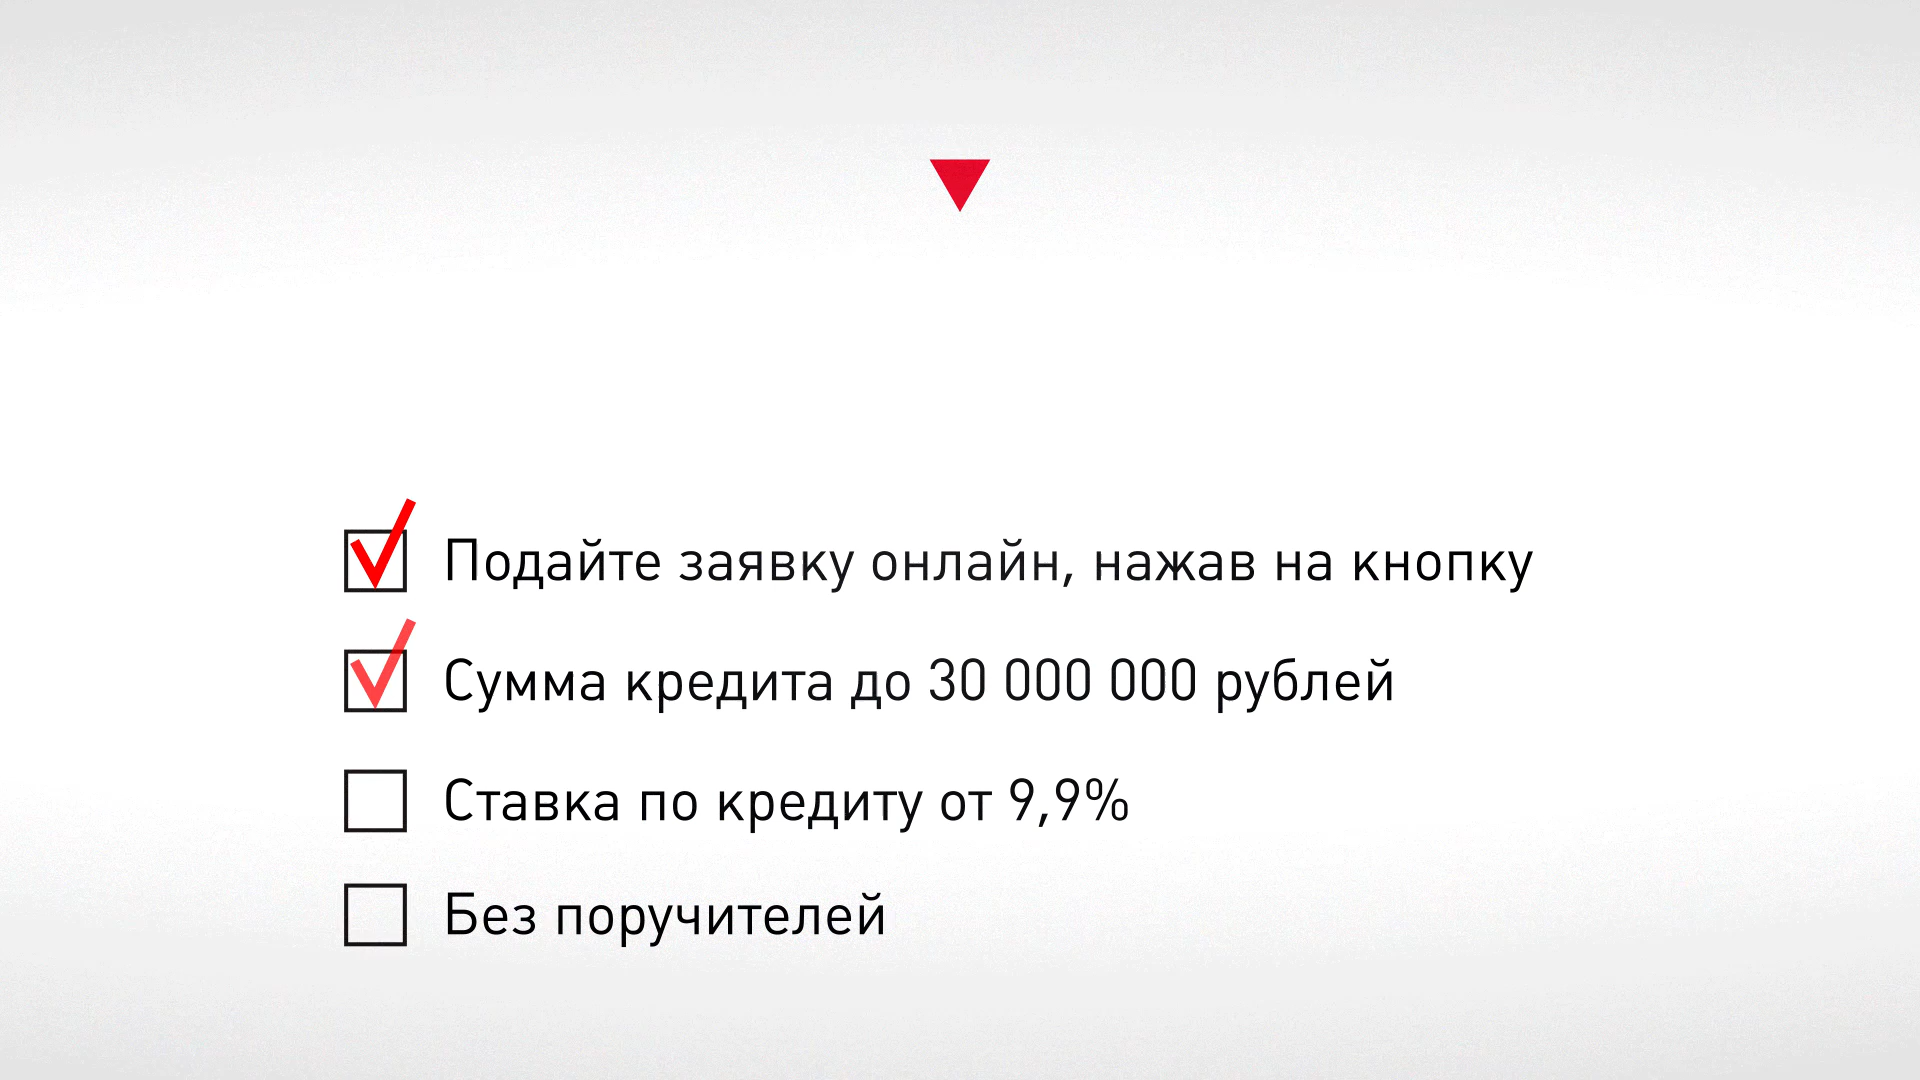 Подайте заявку онлайн, нажав на кнопку
Сумма кредита до 30 000 000 рублей
Ставка по кредиту от 9,9%
Без поручителей